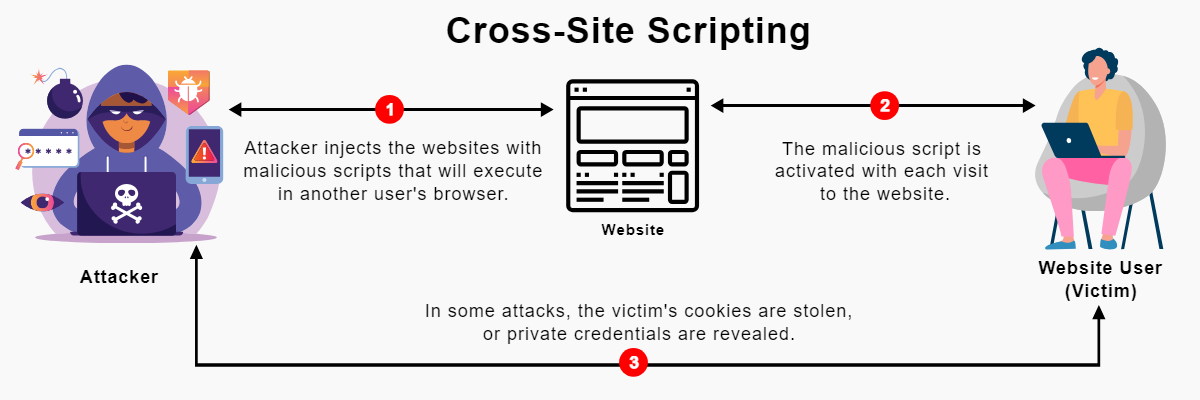 Cross-Site Scripting
1
2
Attacker injects the websites with
malicious scripts that will execute
in another user's browser.
The malicious script is
activated with each visit
to the website.
* * * * *
Website
Attacker
Website User
(Victim)
In some attacks, the victim's cookies are stolen,
or private credentials are revealed.
3